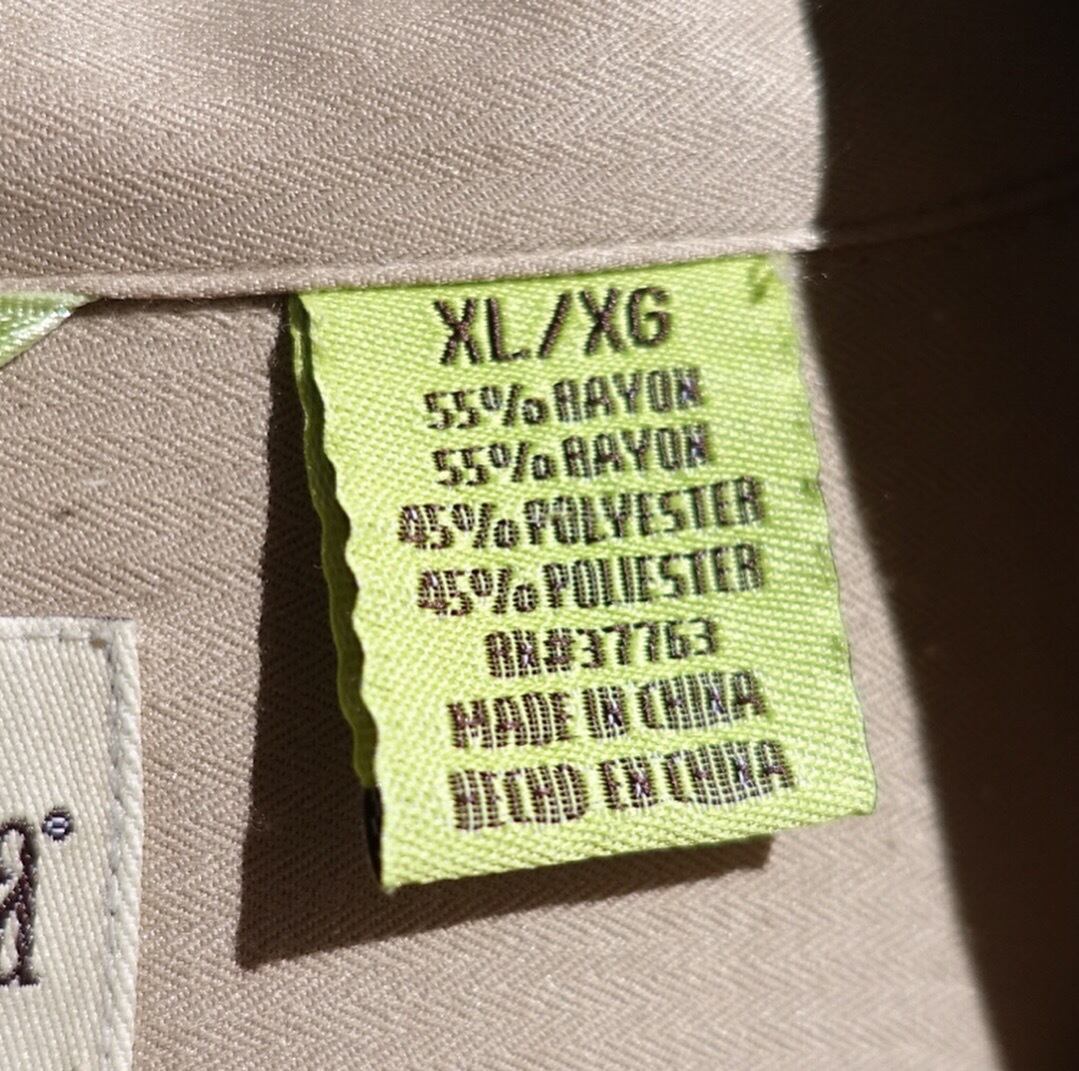 XL/XG
55% RAYON
55% RAYON
45% POLYESTER
45% POLIESTER
RN#37763
MADE IN CHINA
HECHO EN CHINA
a®